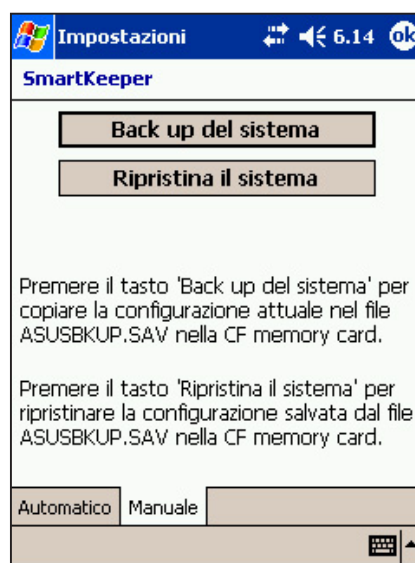 Impostazioni 6.14 ok
SmartKeeper
Back up del sistema
Ripristina il sistema
Premere il tasto 'Back up del sistema' per
copiare la configurazione attuale nel file
ASUSBKUP.SAV nella CF memory card.
Premere il tasto 'Ripristina il sistema' per
ripristinare la configurazione salvata dal file
ASUSBKUP.SAV nella CF memory card.
Automatico Manuale